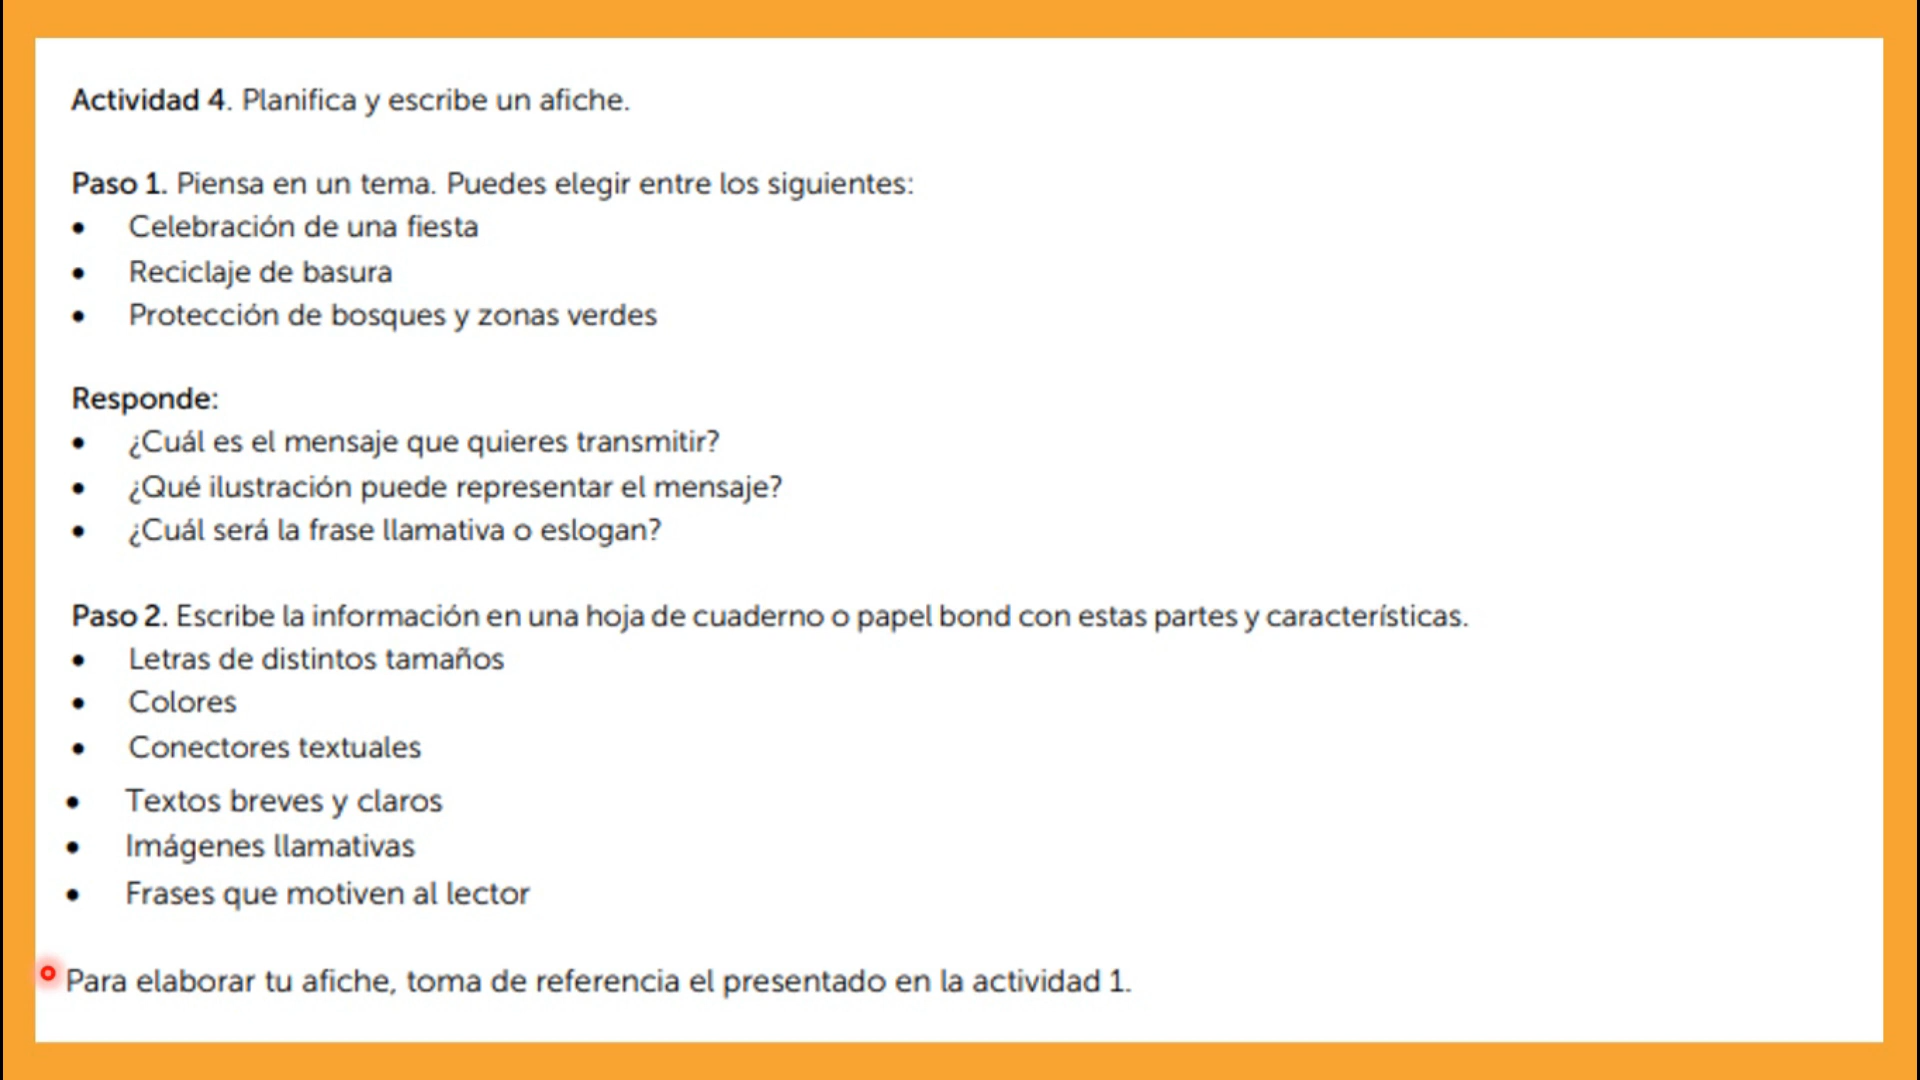 Actividad 4. Planifica y escribe un afiche.
Paso 1. Piensa en un tema. Puedes elegir entre los siguientes:
• Celebración de una fiesta
• Reciclaje de basura
• Protección de bosques y zonas verdes
Responde:
• ¿Cuál es el mensaje que quieres transmitir?
• ¿Qué ilustración puede representar el mensaje?
• ¿Cuál será la frase llamativa o eslogan?
Paso 2. Escribe la información en una hoja de cuaderno o papel bond con estas partes y características.
• Letras de distintos tamaños
• Colores
• Conectores textuales
• Textos breves y claros
• Imágenes llamativas
• Frases que motiven al lector
Para elaborar tu afiche, toma de referencia el presentado en la actividad 1.